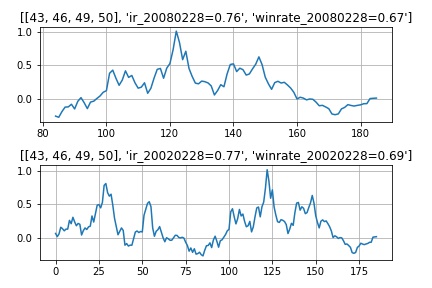 [[43, 46, 49, 50], 'ir_20080228=0.76', 'winrate_20080228=0.67']
1.0
0.5
0.0
80 100 120 140 160 180
[[43, 46, 49, 50], 'ir_20020228=0.77', 'winrate_20020228=0.69']
1.0
0.5
0.0
0 25 50 75 100 125 150 175